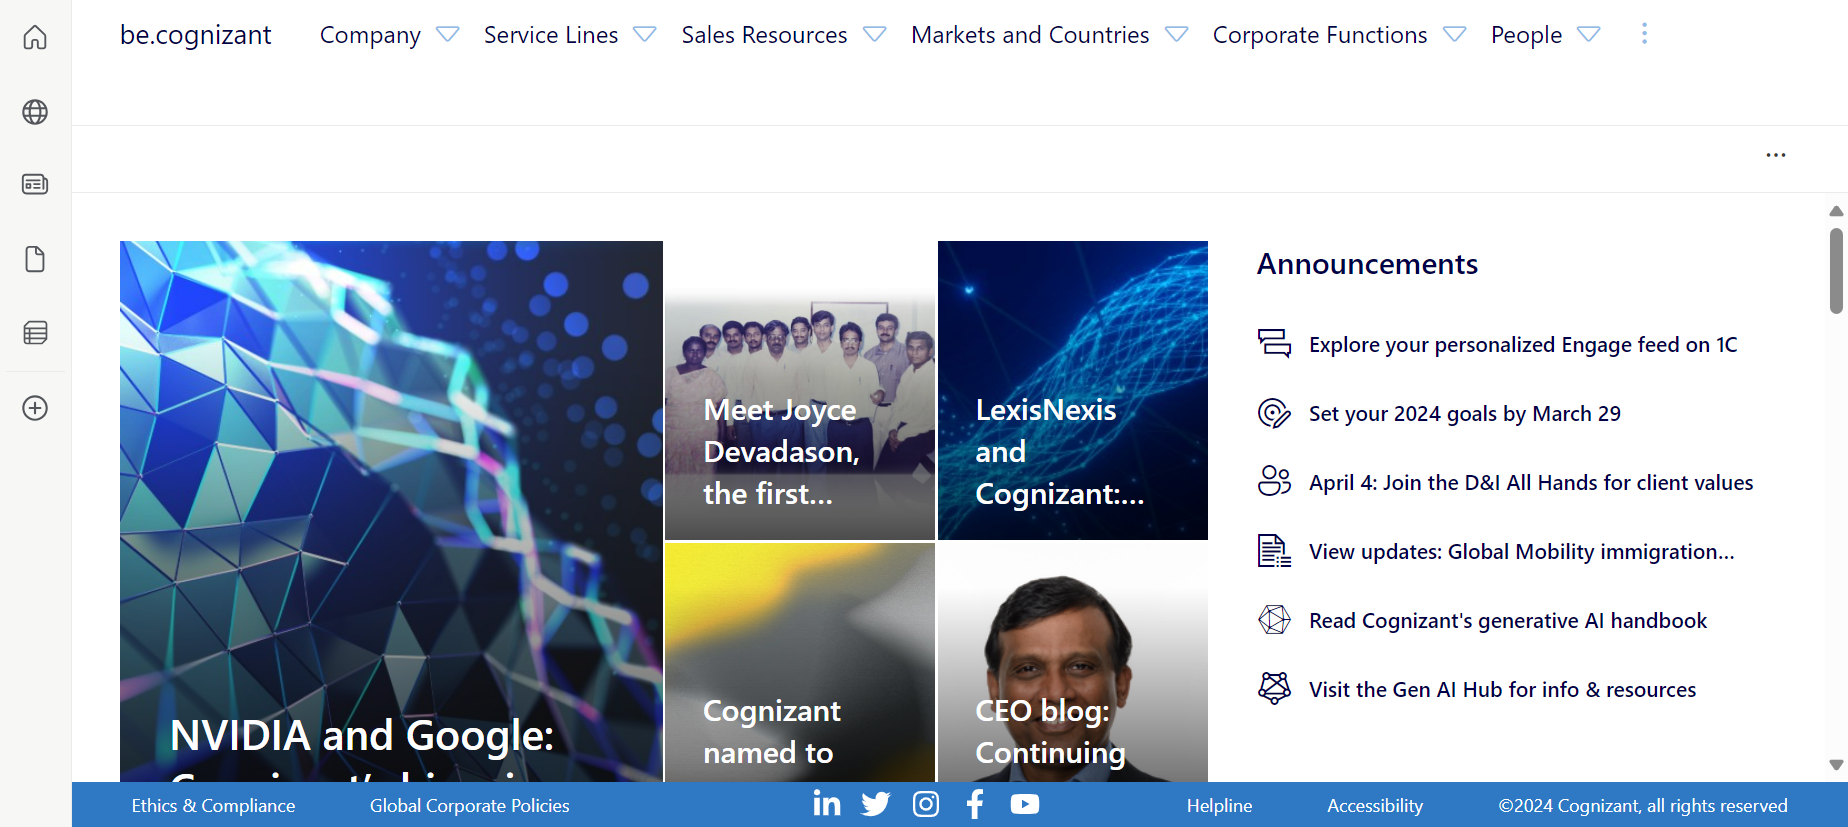 be.cognizant
Company
Service Lines
Sales Resources
Markets and Countries
Corporate Functions
People
NVIDIA and Google:
Meet Joyce
Devadason,
the first...
LexisNexis
and
Cognizant:...
Cognizant
named to
CEO blog:
Continuing
Announcements
Explore your personalized Engage feed on 1C
Set your 2024 goals by March 29
April 4: Join the D&I All Hands for client values
View updates: Global Mobility immigration...
Read Cognizant's generative AI handbook
Visit the Gen AI Hub for info & resources
Ethics & Compliance
Global Corporate Policies
Helpline
Accessibility
©2024 Cognizant, all rights reserved